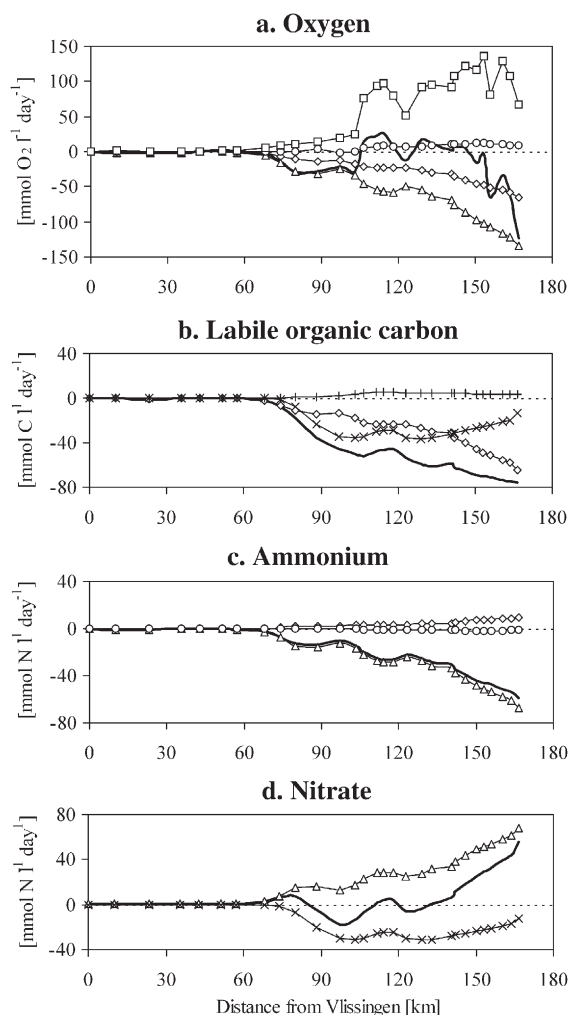 a. Oxygen
[mmol O2 l-1 day-1]
150
100
50
0
-50
-100
-150
0 30 60 90 120 150 180
b. Labile organic carbon
[mmol C l-1 day-1]
40
0
-40
-80
0 30 60 90 120 150 180
c. Ammonium
[mmol N l-1 day-1]
40
0
-40
-80
0 30 60 90 120 150 180
d. Nitrate
[mmol N l1 day1]
80
40
0
-40
0 30 60 90 120 150 180
Distance from Vlissingen [km]